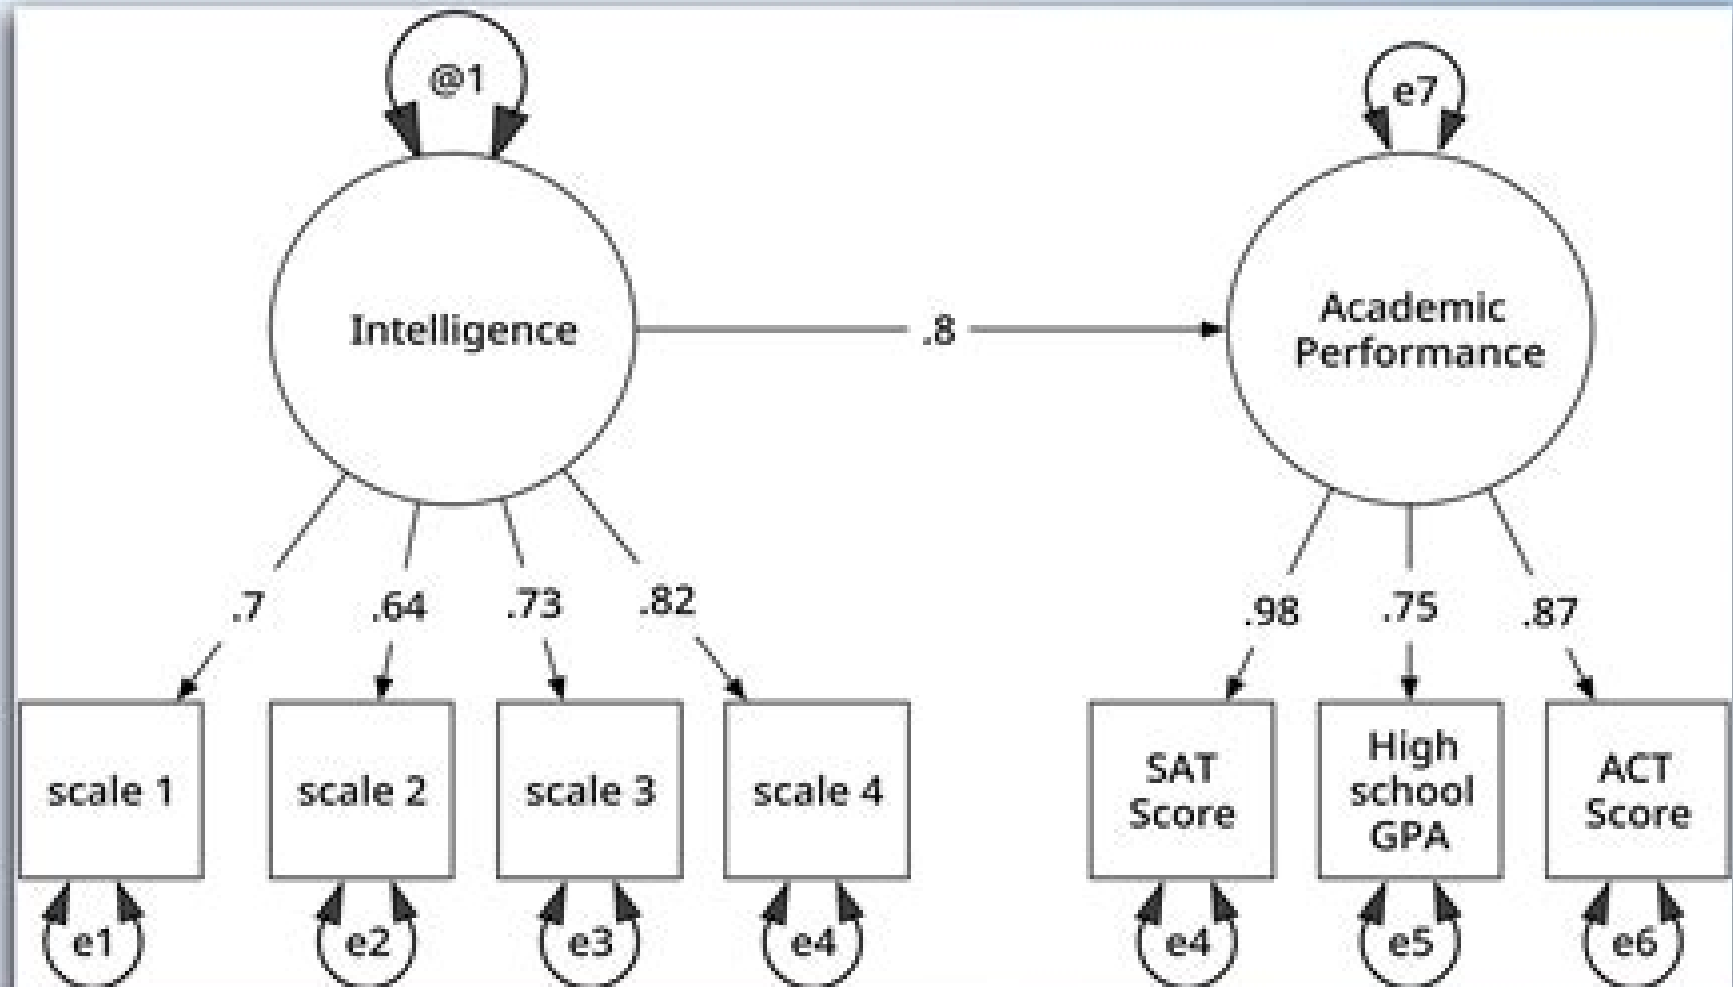 @1
e7
Intelligence
.8
Academic
Performance
.7
.64
.73
.82
.98
.75
.87
scale 1
scale 2
scale 3
scale 4
SAT
Score
High
school
GPA
ACT
Score
e1
e2
e3
e4
e4
e5
e6